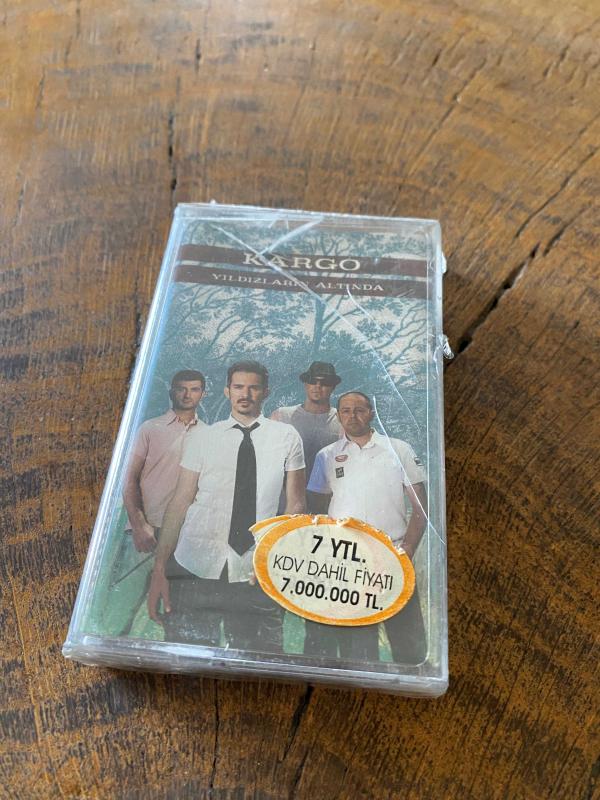 KARGO
YILDIZLARIN ALTINDA
7 YTL.
KDV DAHİL FİYATI
7.000.000 TL.